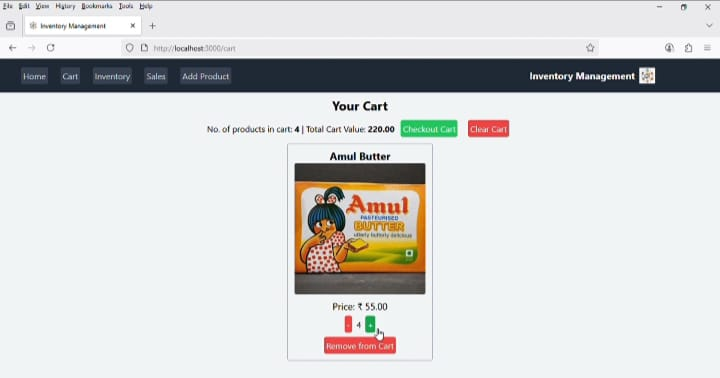 File Edit View History Bookmarks Tools Help
Inventory Management
http://localhost:3000/cart
Home Cart Inventory Sales Add Product Inventory Management
Your Cart
No. of products in cart: 4 | Total Cart Value: 220.00 Checkout Cart Clear Cart
Amul Butter
Amul
PASTEURISED
BUTTER
utterly butterly delicious
Price: ₹ 55.00
- 4 +
Remove from Cart